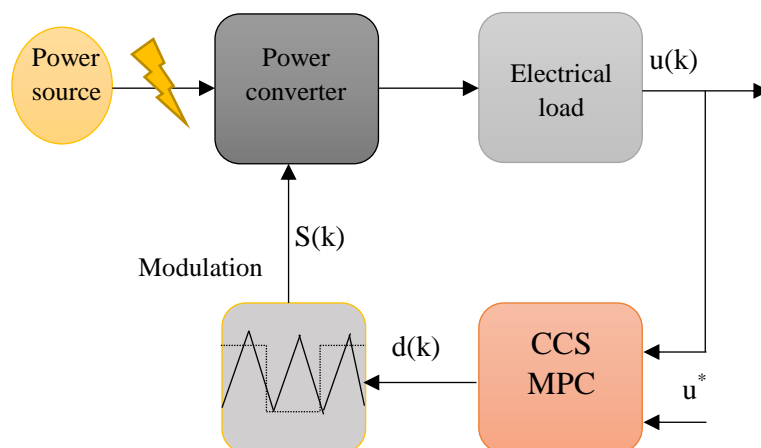 Power
source
Power
converter
Electrical
load
u(k)
S(k)
Modulation
d(k)
CCS
MPC
u*